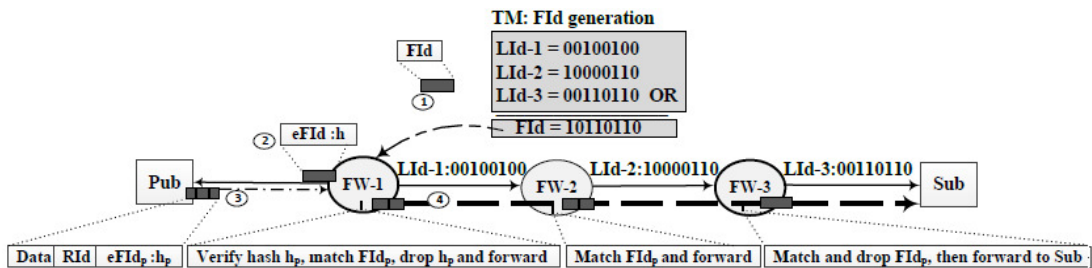 TM: FId generation
FId
LId-1 = 00100100
LId-2 = 10000110
LId-3 = 00110110 OR
FId = 10110110
1
2
eFId :h
Pub
FW-1
LId-1:00100100
FW-2
LId-2:10000110
FW-3
LId-3:00110110
Sub
3
4
Data RId eFIdp :hp
Verify hash hp, match FIdp, drop hp and forward
Match FIdp and forward
Match and drop FIdp, then forward to Sub